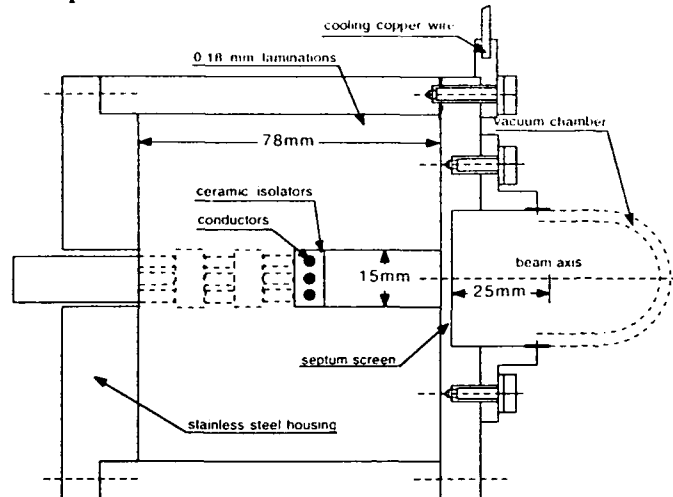 cooling copper wire
0.18 mm laminations
vacuum chamber
78mm
ceramic isolators
conductors
15mm
beam axis
25mm
septum screen
stainless steel housing